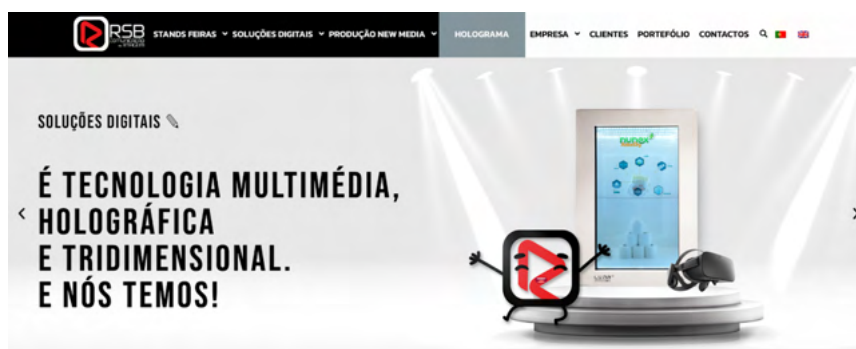 RSB
STANDS FEIRAS SOLUÇÕES DIGITAIS PRODUÇÃO NEW MEDIA HOLOGRAMA EMPRESA CLIENTES PORTEFÓLIO CONTACTOS
SOLUÇÕES DIGITAIS
É TECNOLOGIA MULTIMÉDIA,
HOLOGRÁFICA
E TRIDIMENSIONAL.
E NÓS TEMOS!